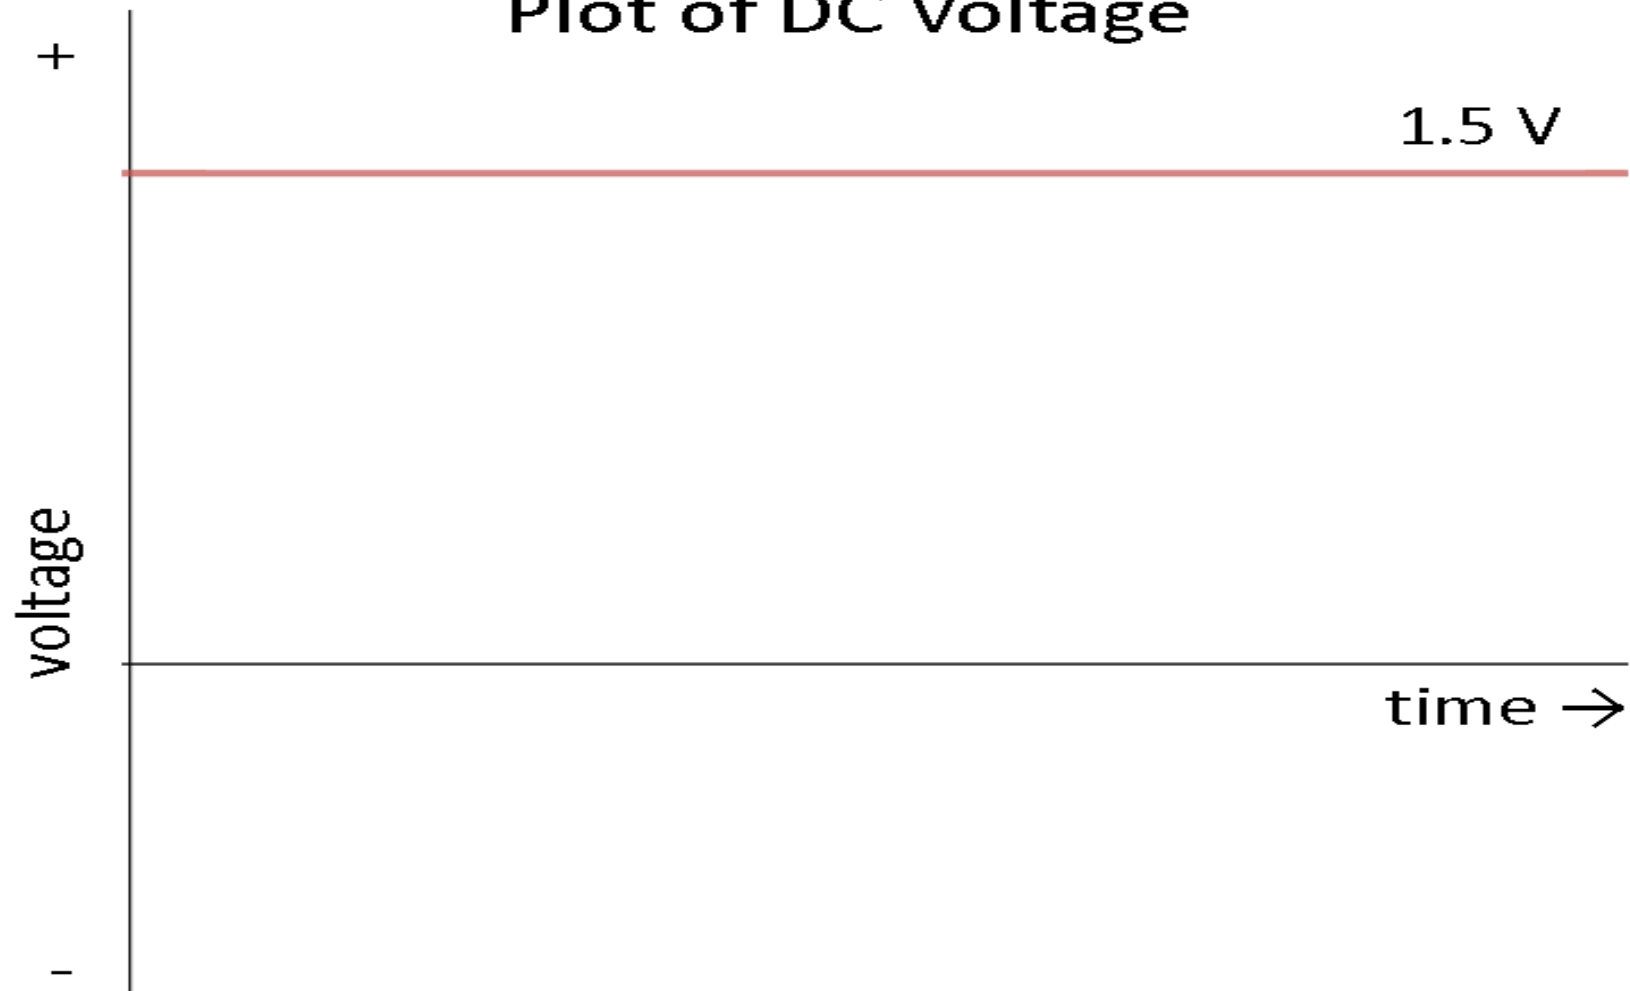 Plot of DC Voltage
+
1.5 V
voltage
time →
-